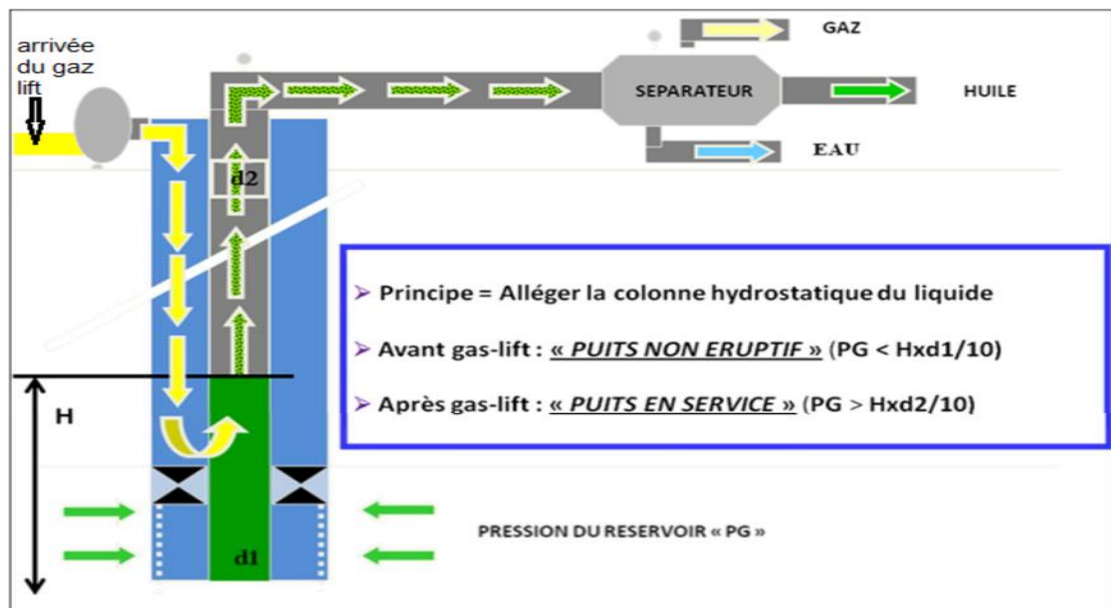 arrivée
du gaz
lift
GAZ
SEPARATEUR
HUILE
EAU
d2
➢ Principe = Alléger la colonne hydrostatique du liquide
➢ Avant gas-lift : « PUITS NON ERUPTIF » (PG < Hxd1/10)
➢ Après gas-lift : « PUITS EN SERVICE » (PG > Hxd2/10)
H
PRESSION DU RESERVOIR « PG »
d1